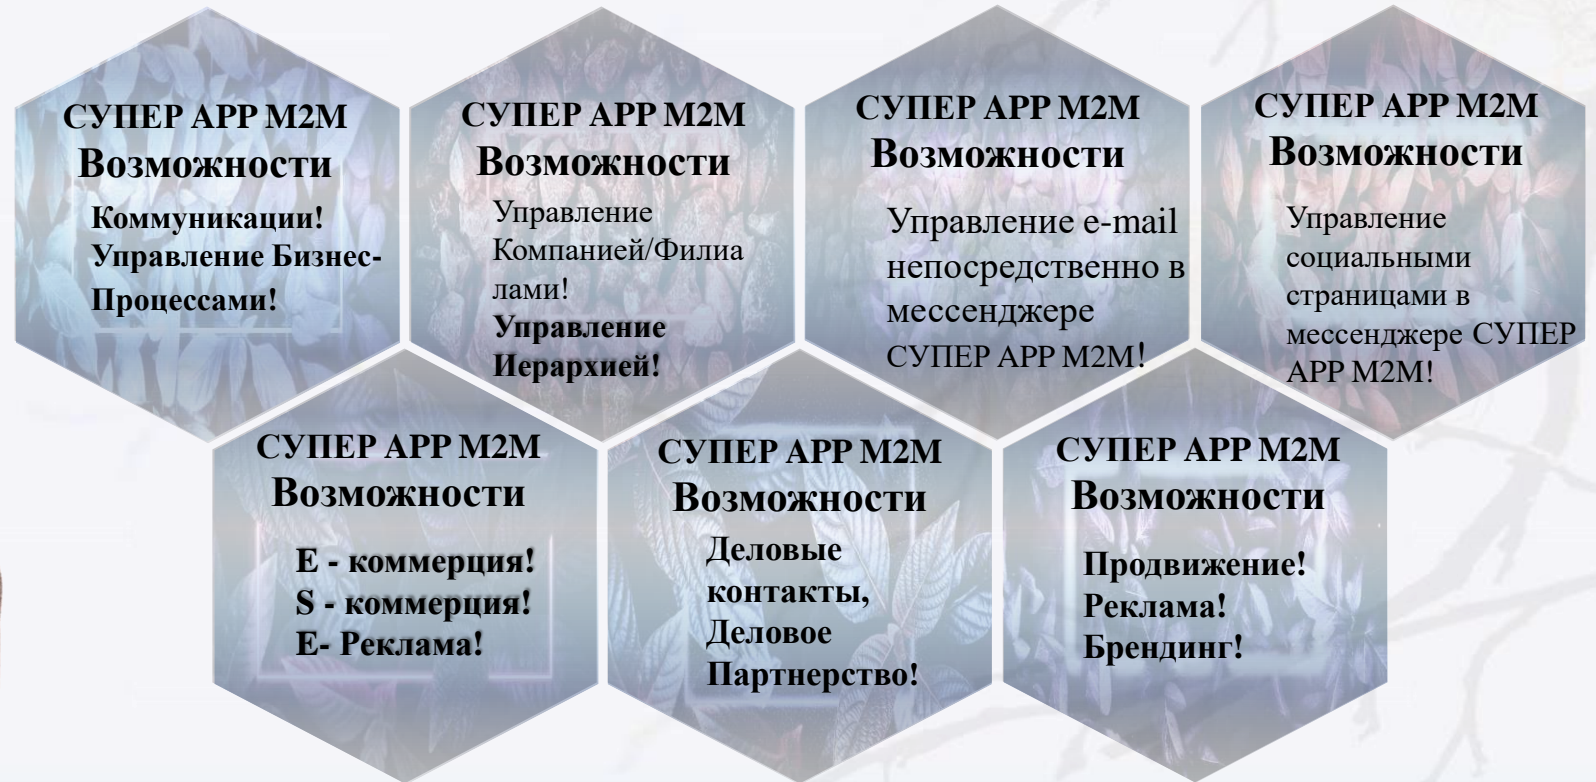 СУПЕР APP M2M
Возможности
Коммуникации!
Управление Бизнес-
Процессами!
СУПЕР APP M2M
Возможности
Управление
Компанией/Филиа
лами!
Управление
Иерархией!
СУПЕР APP M2M
Возможности
Управление e-mail
непосредственно в
мессенджере
СУПЕР APP M2M!
СУПЕР APP M2M
Возможности
Управление
социальными
страницами в
мессенджере СУПЕР
APP M2M!
СУПЕР APP M2M
Возможности
E - коммерция!
S - коммерция!
E- Реклама!
СУПЕР APP M2M
Возможности
Деловые
контакты,
Деловое
Партнерство!
СУПЕР APP M2M
Возможности
Продвижение!
Реклама!
Брендинг!